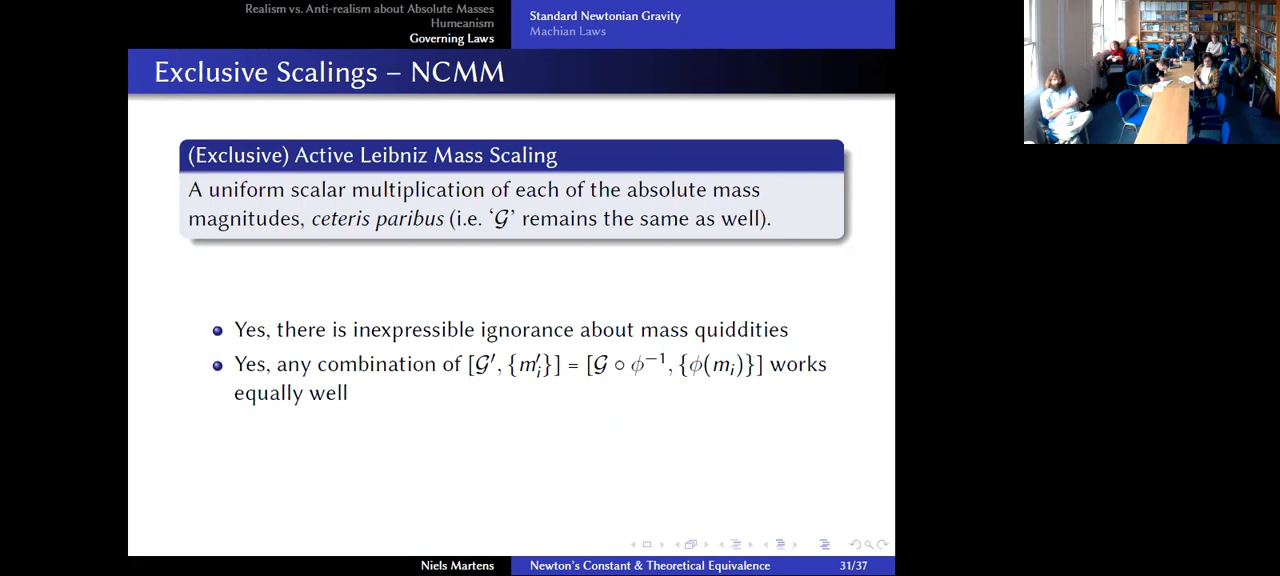 Realism vs. Anti-realism about Absolute Masses
Humeanism
Governing Laws
Standard Newtonian Gravity
Machian Laws
Exclusive Scalings – NCMM
(Exclusive) Active Leibniz Mass Scaling
A uniform scalar multiplication of each of the absolute mass
magnitudes, ceteris paribus (i.e. ‘𝒢’ remains the same as well).
Yes, there is inexpressible ignorance about mass quiddities
Yes, any combination of [𝒢′, {m′ᵢ}] = [𝒢 ∘ ϕ⁻¹, {ϕ(mᵢ)}] works
equally well
Niels Martens
Newton's Constant & Theoretical Equivalence
31/37